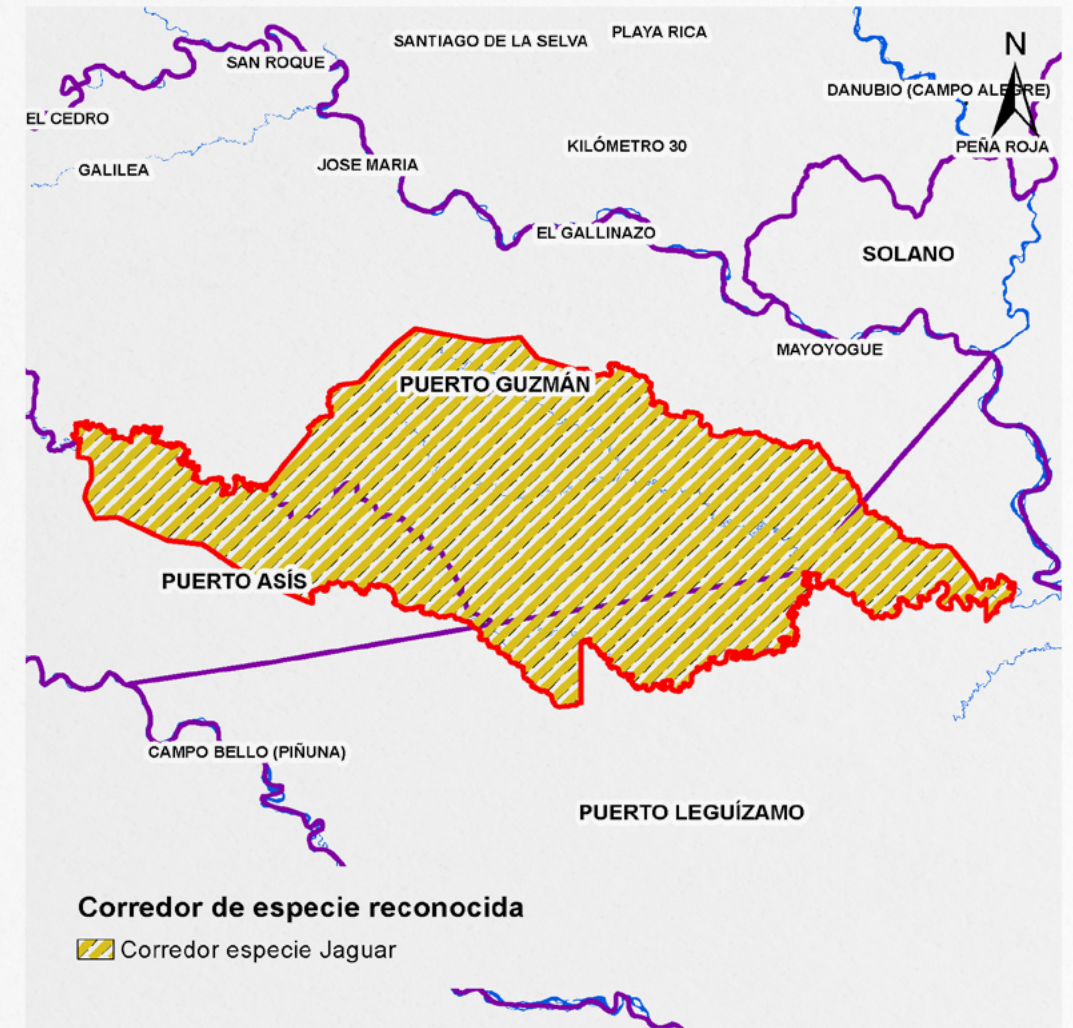 SANTIAGO DE LA SELVA
PLAYA RICA
N
SAN ROQUE
DANUBIO (CAMPO ALEGRE)
EL CEDRO
KILÓMETRO 30
PEÑA ROJA
GALILEA
JOSE MARIA
EL GALLINAZO
SOLANO
MAYOYOGUE
PUERTO GUZMÁN
PUERTO ASÍS
CAMPO BELLO (PIÑUNA)
PUERTO LEGUÍZAMO
Corredor de especie reconocida
Corredor especie Jaguar